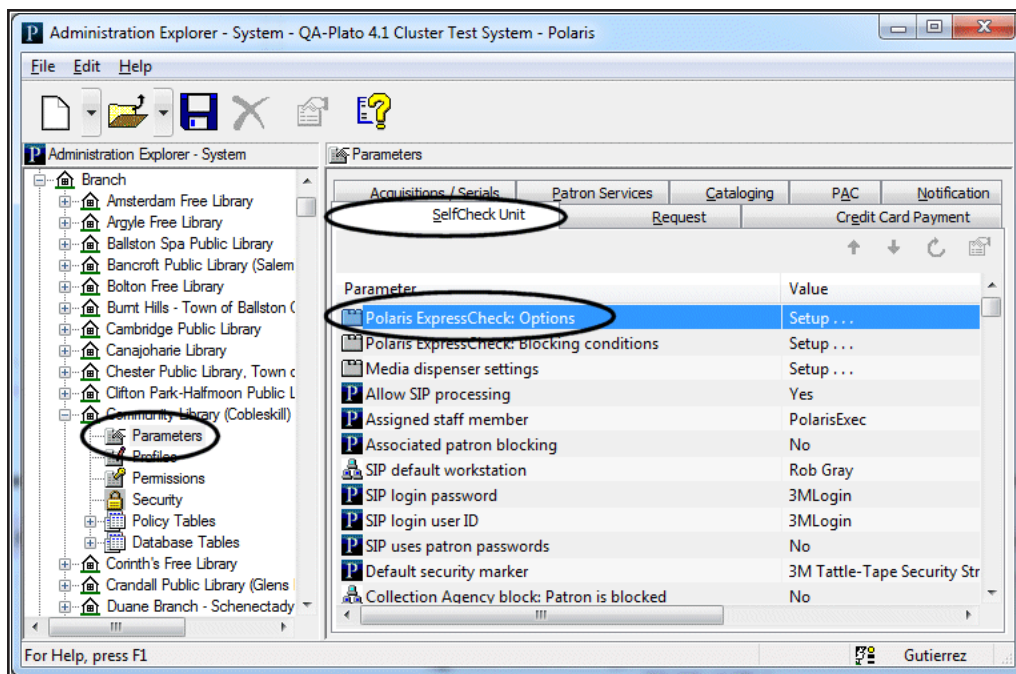 Administration Explorer - System - QA-Plato 4.1 Cluster Test System - Polaris
File Edit Help
Administration Explorer - System
Parameters
Branch
Amsterdam Free Library
Argyle Free Library
Ballston Spa Public Library
Bancroft Public Library (Salem
Bolton Free Library
Burnt Hills - Town of Ballston C
Cambridge Public Library
Canajoharie Library
Chester Public Library, Town c
Clifton Park-Halfmoon Public L
Community Library (Cobleskill)
Parameters
Profiles
Permissions
Security
Policy Tables
Database Tables
Corinth's Free Library
Crandall Public Library (Glens
Duane Branch - Schenectady
Acquisitions / Serials Patron Services Cataloging PAC Notification
SelfCheck Unit Request Credit Card Payment
Parameter Value
Polaris ExpressCheck: Options Setup . . .
Polaris ExpressCheck: Blocking conditions Setup . . .
Media dispenser settings Setup . . .
Allow SIP processing Yes
Assigned staff member PolarisExec
Associated patron blocking No
SIP default workstation Rob Gray
SIP login password 3MLogin
SIP login user ID 3MLogin
SIP uses patron passwords No
Default security marker 3M Tattle-Tape Security Str
Collection Agency block: Patron is blocked No
For Help, press F1
Gutierrez